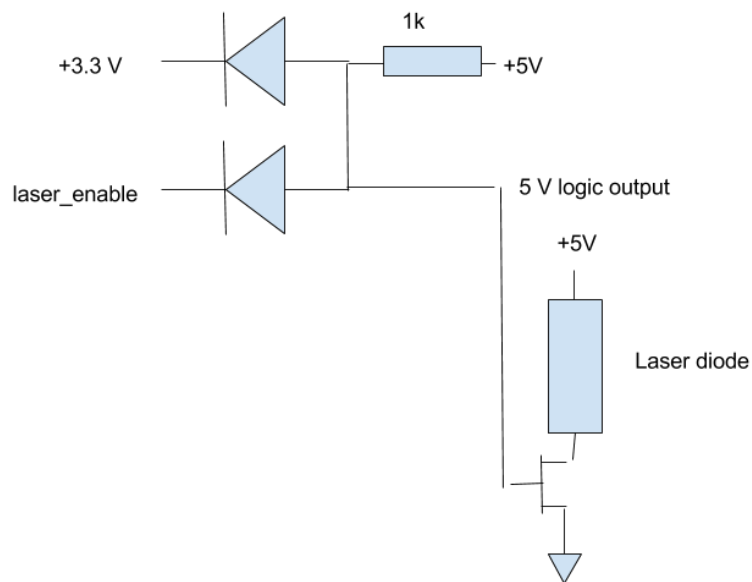 1k
+3.3 V
+5V
laser_enable
5 V logic output
+5V
Laser diode